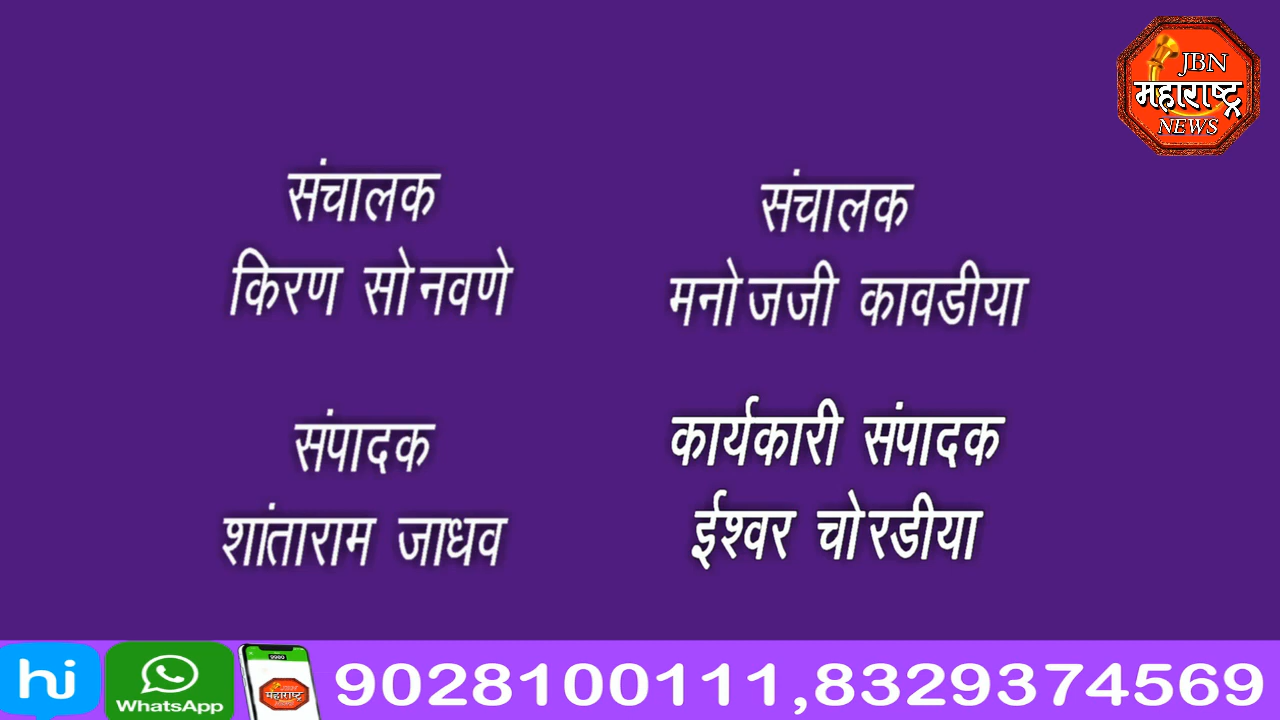 JBN
महाराष्ट्र
NEWS
संचालक
किरण सोनवणे
संचालक
मनोजजी कावडीया
संपादक
शांताराम जाधव
कार्यकारी संपादक
ईश्वर चोरडीया
hi
WhatsApp
महाराष्ट्र
9028100111,8329374569